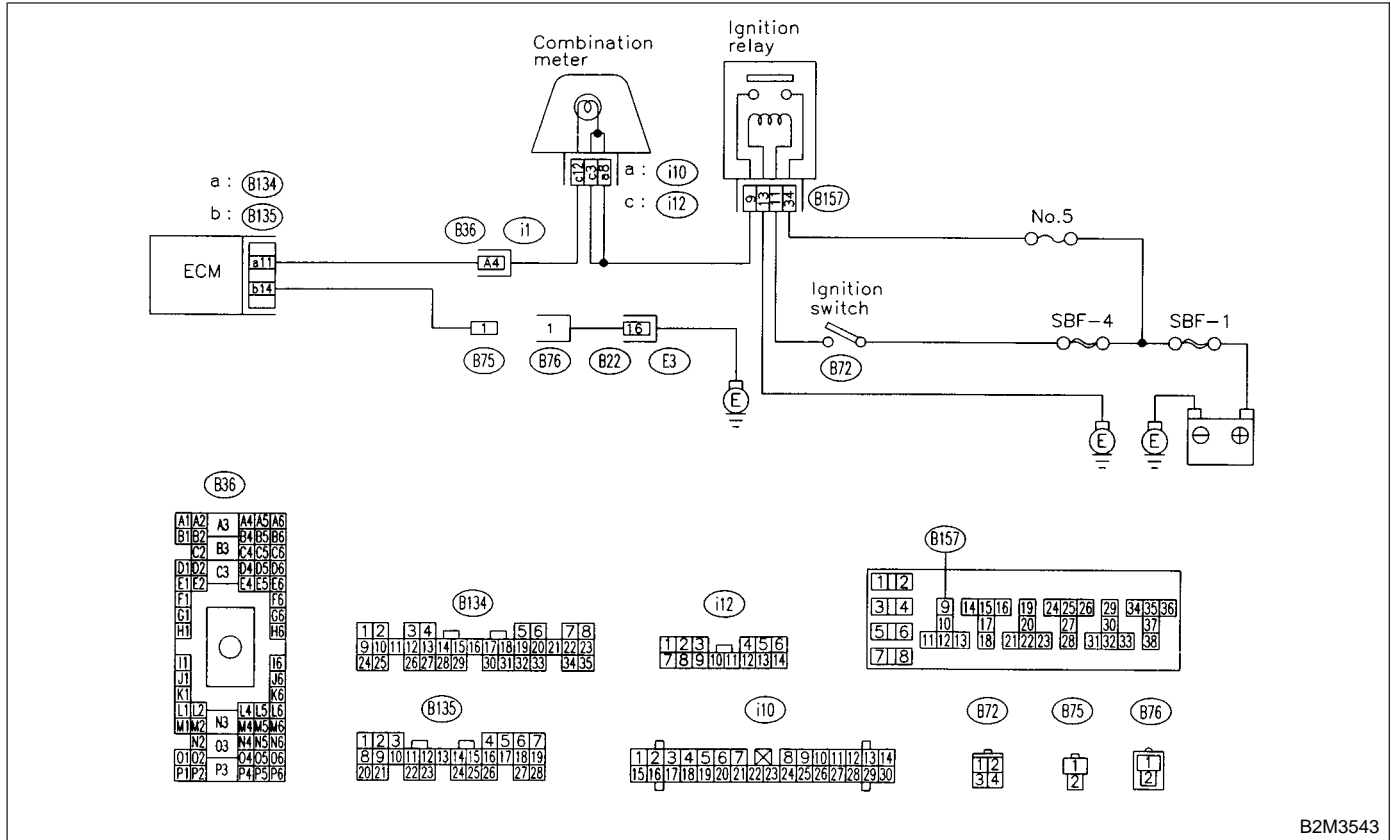 Combination
meter
Ignition
relay
c12 c3 a8
a : i10
c : i12
9 13 11 34
B157
a : B134
b : B135
B36 i1
No.5
ECM
a11
A4
b14
Ignition
switch
SBF-4 SBF-1
1 1 16
B75 B76 B22 E3
B72
E
E E
⊖ ⊕
B36
A1 A2 A3 A4 A5 A6
B1 B2 B3 B4 B5 B6
C2 C3 C4 C5 C6
D1 D2 D4 D5 D6
E1 E2 E4 E5 E6
F1 F6
G1 G6
H1 H6
I1 I6
J1 J6
K1 K6
L1 L2 L4 L5 L6
M1 M2 N3 M4 M5 M6
N2 O3 N4 N5 N6
O1 O2 O4 O5 O6
P1 P2 P3 P4 P5 P6
B134
1 2 3 4 5 6 7 8
9 10 11 12 13 14 15 16 17 18 19 20 21 22 23
24 25 26 27 28 29 30 31 32 33 34 35
i12
1 2 3 4 5 6
7 8 9 10 11 12 13 14
B157
1 2
3 4 9 14 15 16 19 24 25 26 29 34 35 36
5 6 10 17 20 27 30 37
11 12 13 18 21 22 23 28 31 32 33 38
7 8
B135
1 2 3 4 5 6 7
8 9 10 11 12 13 14 15 16 17 18 19
20 21 22 23 24 25 26 27 28
i10
1 2 3 4 5 6 7 8 9 10 11 12 13 14
15 16 17 18 19 20 21 22 23 24 25 26 27 28 29 30
B72
1 2
3 4
B75
1
2
B76
1
2
B2M3543